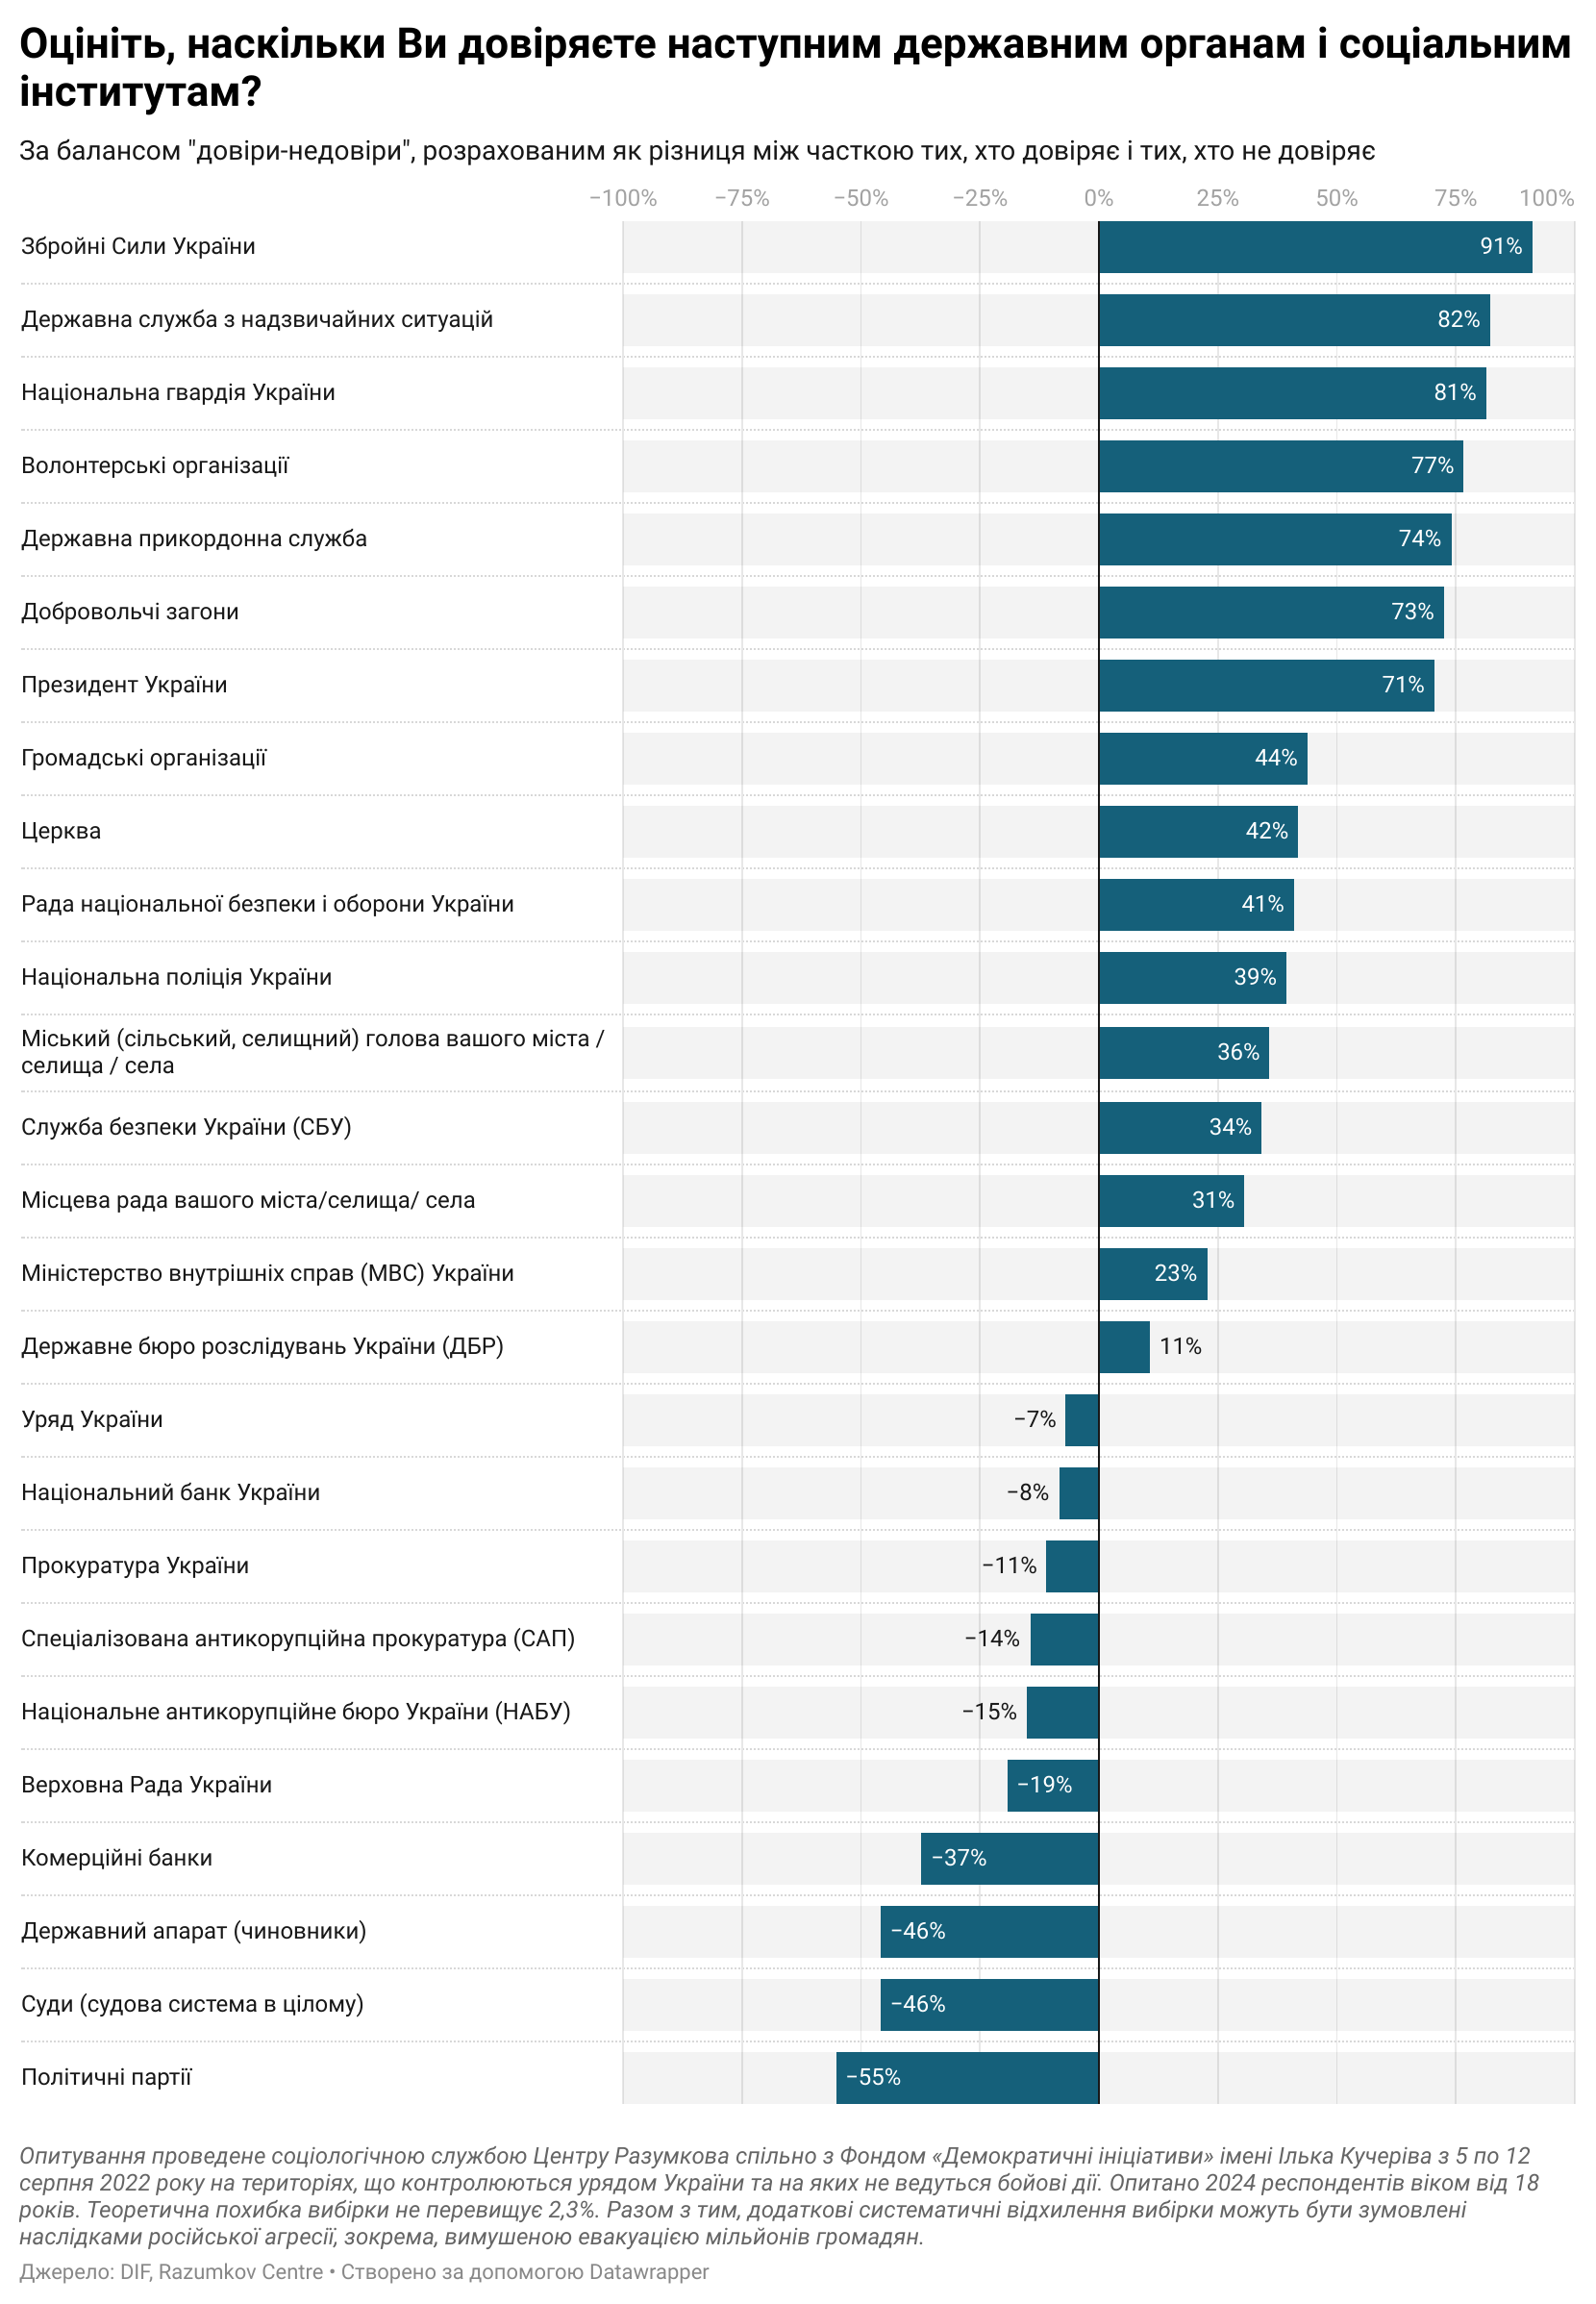 Оцініть, наскільки Ви довіряєте наступним державним органам і соціальним
інститутам?
За балансом "довіри-недовіри", розрахованим як різниця між часткою тих, хто довіряє і тих, хто не довіряє
−100% −75% −50% −25% 0% 25% 50% 75% 100%
Збройні Сили України 91%
Державна служба з надзвичайних ситуацій 82%
Національна гвардія України 81%
Волонтерські організації 77%
Державна прикордонна служба 74%
Добровольчі загони 73%
Президент України 71%
Громадські організації 44%
Церква 42%
Рада національної безпеки і оборони України 41%
Національна поліція України 39%
Міський (сільський, селищний) голова вашого міста /
селища / села 36%
Служба безпеки України (СБУ) 34%
Місцева рада вашого міста/селища/ села 31%
Міністерство внутрішніх справ (МВС) України 23%
Державне бюро розслідувань України (ДБР) 11%
Уряд України −7%
Національний банк України −8%
Прокуратура України −11%
Спеціалізована антикорупційна прокуратура (САП) −14%
Національне антикорупційне бюро України (НАБУ) −15%
Верховна Рада України −19%
Комерційні банки −37%
Державний апарат (чиновники) −46%
Суди (судова система в цілому) −46%
Політичні партії −55%
Опитування проведене соціологічною службою Центру Разумкова спільно з Фондом «Демократичні ініціативи» імені Ілька Кучеріва з 5 по 12
серпня 2022 року на територіях, що контролюються урядом України та на яких не ведуться бойові дії. Опитано 2024 респондентів віком від 18
років. Теоретична похибка вибірки не перевищує 2,3%. Разом з тим, додаткові систематичні відхилення вибірки можуть бути зумовлені
наслідками російської агресії, зокрема, вимушеною евакуацією мільйонів громадян.
Джерело: DIF, Razumkov Centre • Створено за допомогою Datawrapper